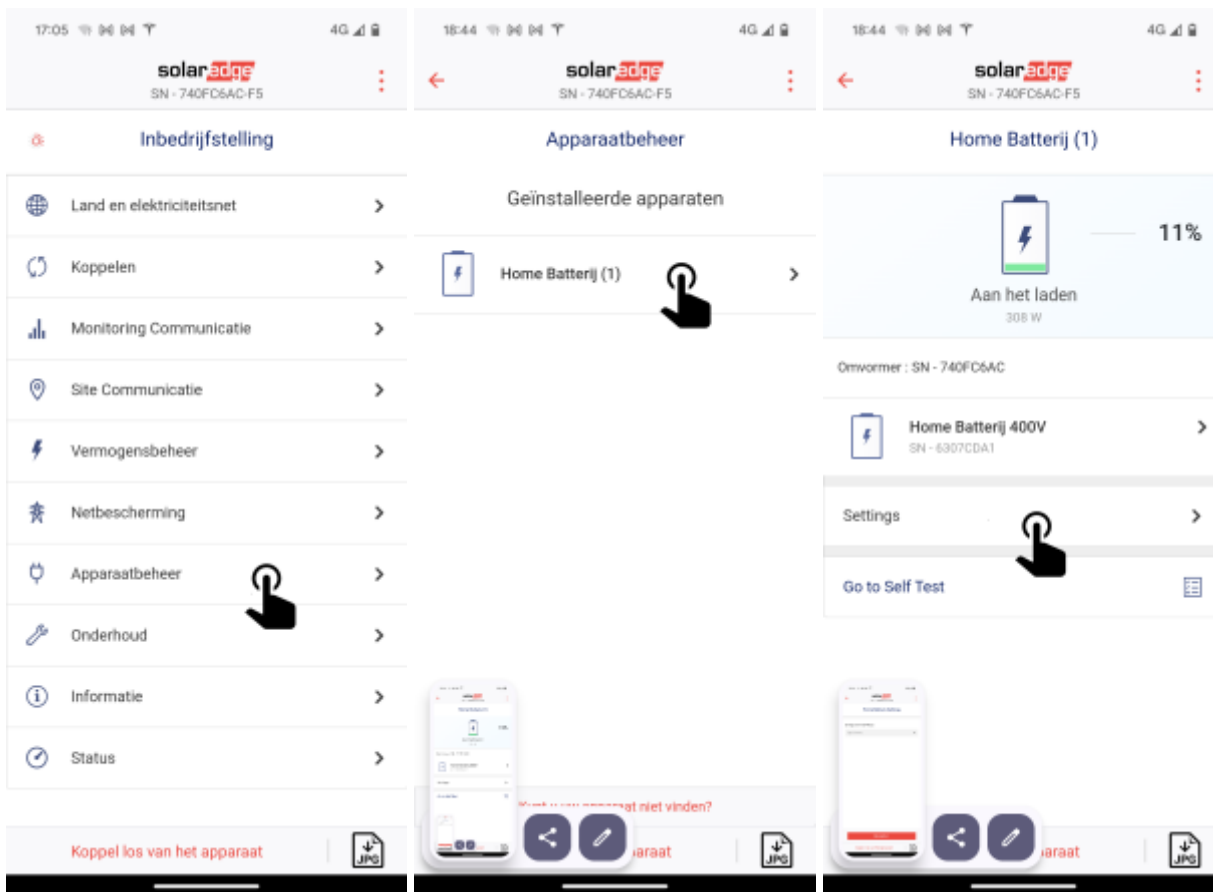 17:05
4G
solaredge
SN - 740FC6AC-F5
Inbedrijfstelling
Land en elektriciteitsnet
Koppelen
Monitoring Communicatie
Site Communicatie
Vermogensbeheer
Netbescherming
Apparaatbeheer
Onderhoud
Informatie
Status
Koppel los van het apparaat
JPG
18:44
4G
solaredge
SN - 740FC6AC-F5
Apparaatbeheer
Geïnstalleerde apparaten
Home Batterij (1)
niet vinden?
JPG
18:44
4G
solaredge
SN - 740FC6AC-F5
Home Batterij (1)
11%
Aan het laden
308 W
Omvormer : SN - 740FC6AC
Home Batterij 400V
SN - 6307CDA1
Settings
Go to Self Test
JPG